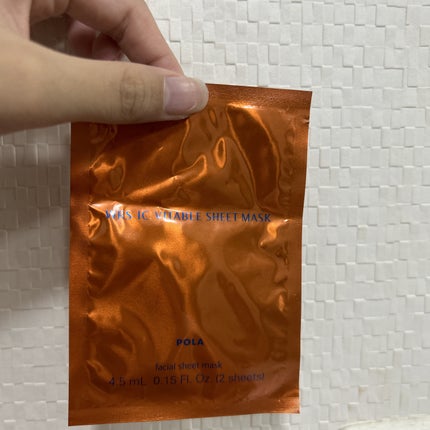 SHEET MASK
POLA
facial sheet mask
4.5 mL 0.15 Fl. Oz. (2 sheets)